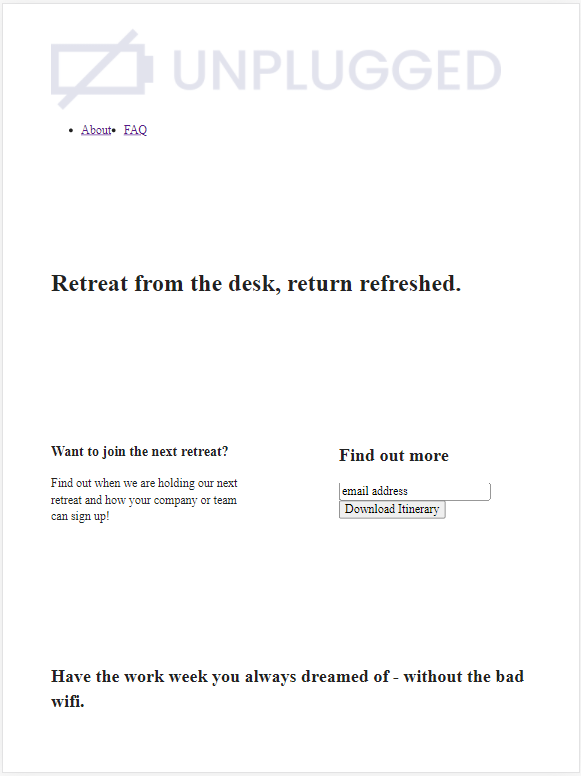 UNPLUGGED
• About• FAQ
Retreat from the desk, return refreshed.
Want to join the next retreat?
Find out when we are holding our next
retreat and how your company or team
can sign up!
Find out more
email address
Download Itinerary
Have the work week you always dreamed of - without the bad
wifi.